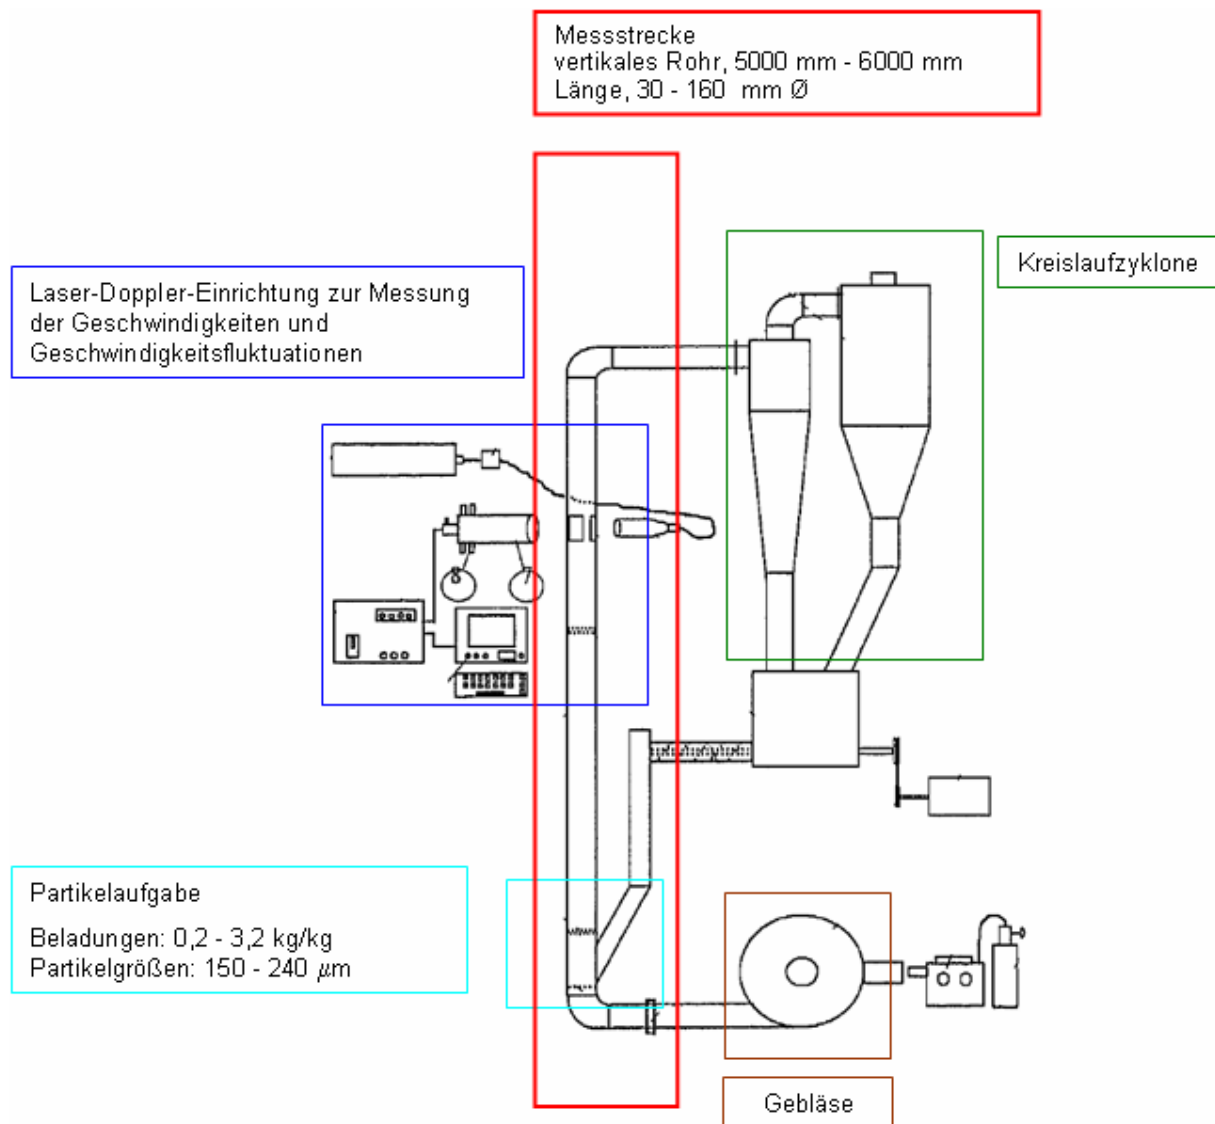 Messstrecke
vertikales Rohr, 5000 mm - 6000 mm
Länge, 30 - 160 mm Ø
Kreislaufzyklone
Laser-Doppler-Einrichtung zur Messung
der Geschwindigkeiten und
Geschwindigkeitsfluktuationen
Partikelaufgabe
Beladungen: 0,2 - 3,2 kg/kg
Partikelgrößen: 150 - 240 µm
Gebläse